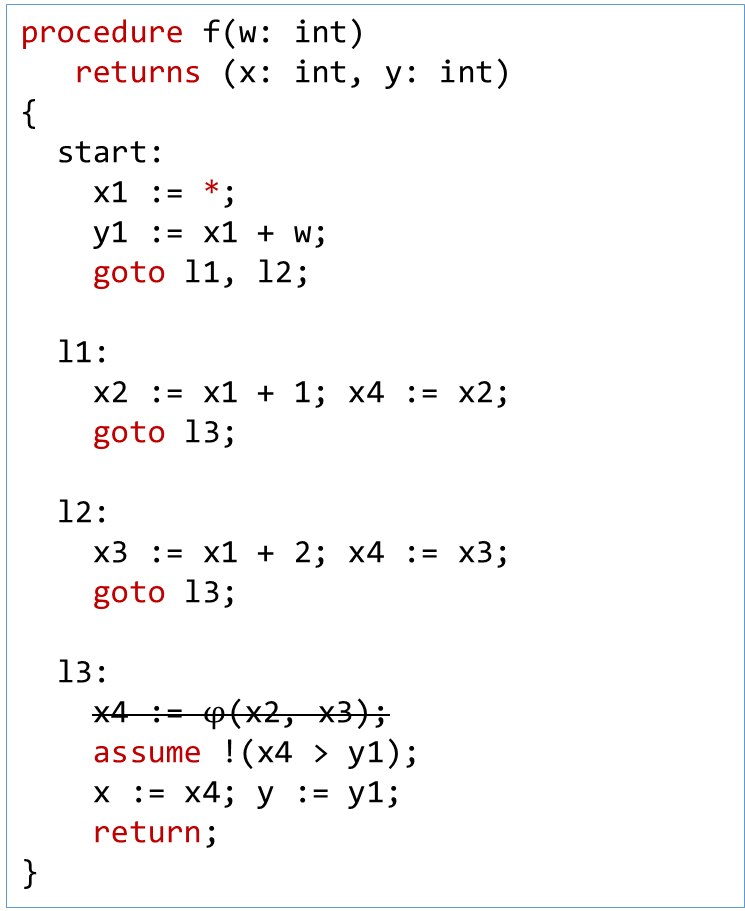 procedure f(w: int)
returns (x: int, y: int)
{
start:
x1 := *;
y1 := x1 + w;
goto l1, l2;
l1:
x2 := x1 + 1; x4 := x2;
goto l3;
l2:
x3 := x1 + 2; x4 := x3;
goto l3;
l3:
x4 := φ(x2, x3);
assume !(x4 > y1);
x := x4; y := y1;
return;
}